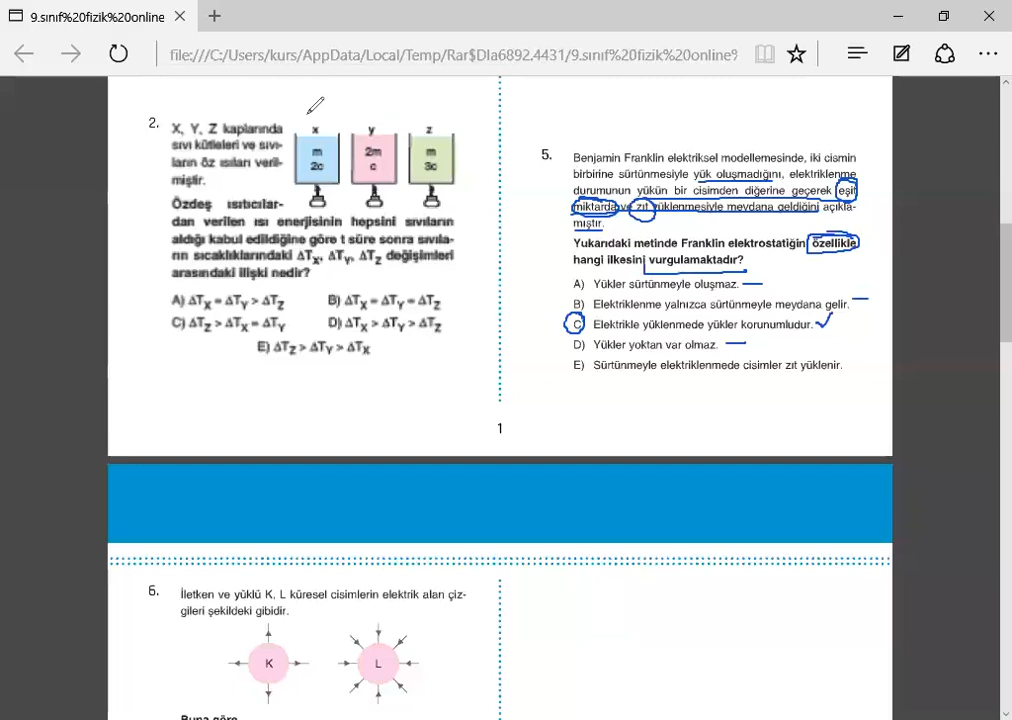 9.sınıf%20fizik%20online
file:///C:/Users/kurs/AppData/Local/Temp/Rar$DIa6892.4431/9.sınıf%20fizik%20online%
2.
X, Y, Z kaplarında
sıvı kütleleri ve sıvı-
ların öz ısıları veril-
miştir.
x y z
m 2m m
2c c 3c
Özdeş ısıtıcılar-
dan verilen ısı enerjisinin hepsini sıvıların
aldığı kabul edildiğine göre t süre sonra sıvıla-
rın sıcaklıklarındaki ΔTX, ΔTY, ΔTZ değişimleri
arasındaki ilişki nedir?
A) ΔTX = ΔTY > ΔTZ B) ΔTX = ΔTY = ΔTZ
C) ΔTZ > ΔTX = ΔTY D) ΔTX > ΔTY > ΔTZ
E) ΔTZ > ΔTY > ΔTX
5.
Benjamin Franklin elektriksel modellemesinde, iki cismin
birbirine sürtünmesiyle yük oluşmadığını, elektriklenme
durumunun yükün bir cisimden diğerine geçerek eşit
miktarda ve zıt yüklenmesiyle meydana geldiğini açıkla-
mıştır.
Yukarıdaki metinde Franklin elektrostatiğin özellikle
hangi ilkesini vurgulamaktadır?
A) Yükler sürtünmeyle oluşmaz.
B) Elektriklenme yalnızca sürtünmeyle meydana gelir.
C) Elektrikle yüklenmede yükler korunumludur.
D) Yükler yoktan var olmaz.
E) Sürtünmeyle elektriklenmede cisimler zıt yüklenir.
1
6.
İletken ve yüklü K, L küresel cisimlerin elektrik alan çiz-
gileri şekildeki gibidir.
K L
Buna göre,